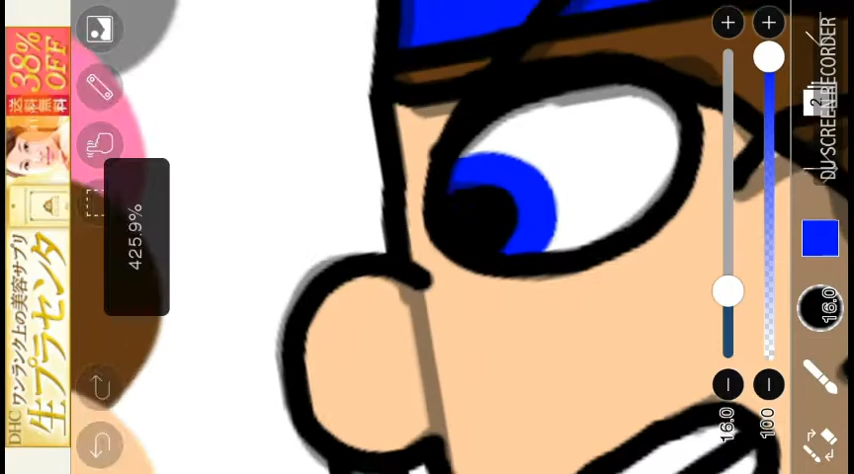 38%
OFF
送料無料
DHC ワンランク上の美容サプリ
生プラセンタ
425.9%
16.0
100
2
16.0
DU SCREEN RECORDER